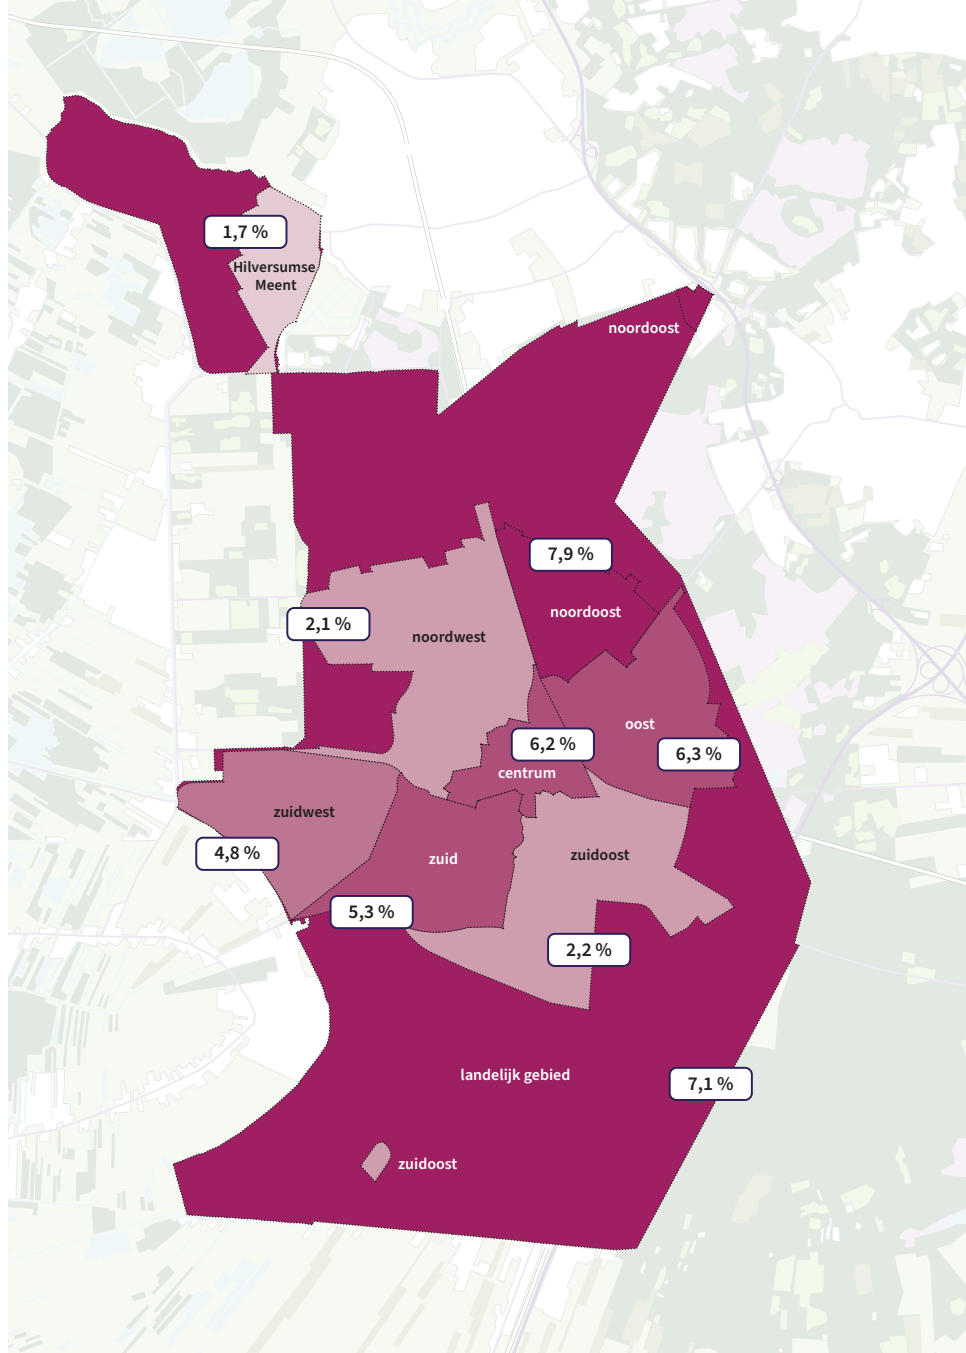 1,7 %
Hilversumse
Meent
noordoost
7,9 %
noordoost
2,1 %
noordwest
oost
6,2 %
6,3 %
centrum
zuidwest
4,8 %
zuid
zuidoost
5,3 %
2,2 %
landelijk gebied
7,1 %
zuidoost